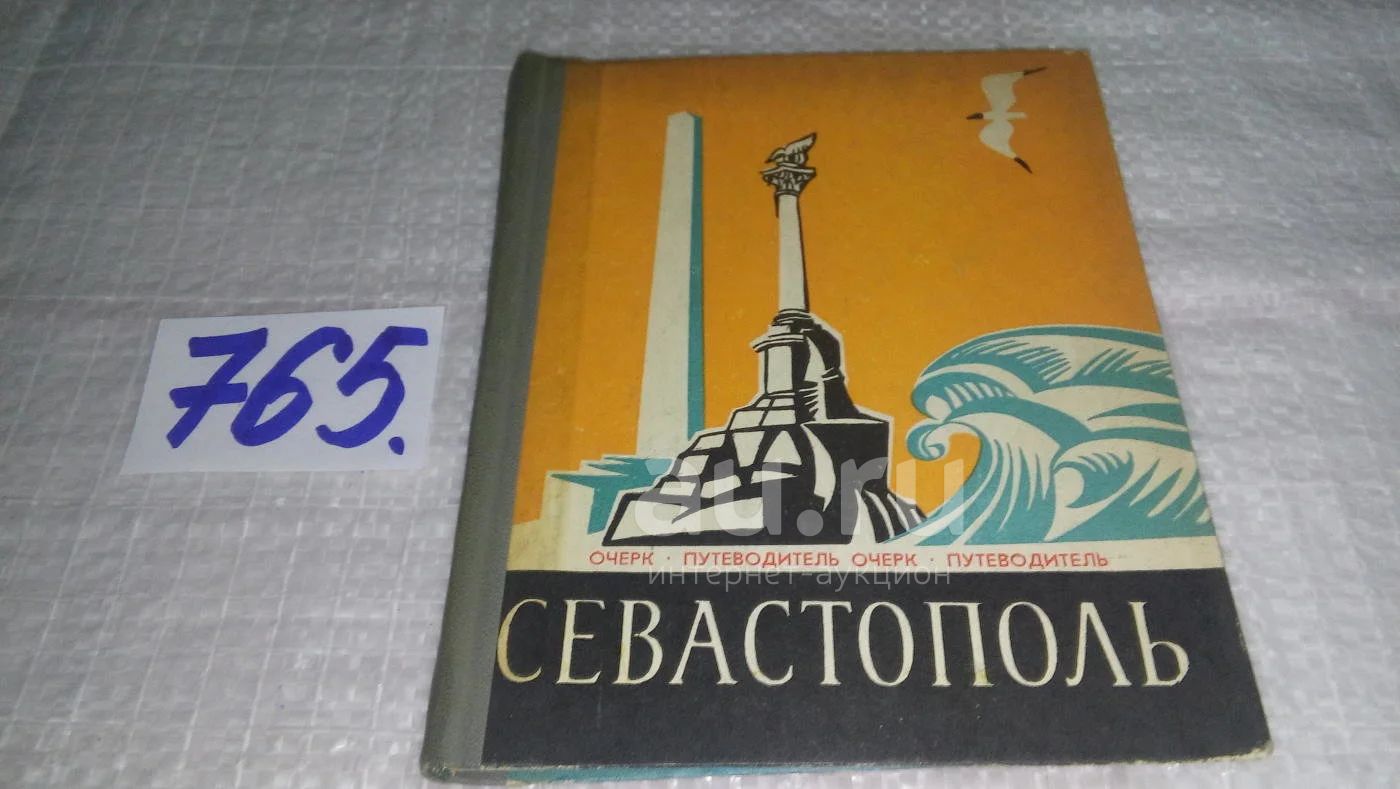 765.
au.ru
интернет-аукцион
ОЧЕРК · ПУТЕВОДИТЕЛЬ ОЧЕРК · ПУТЕВОДИТЕЛЬ
СЕВАСТОПОЛЬ